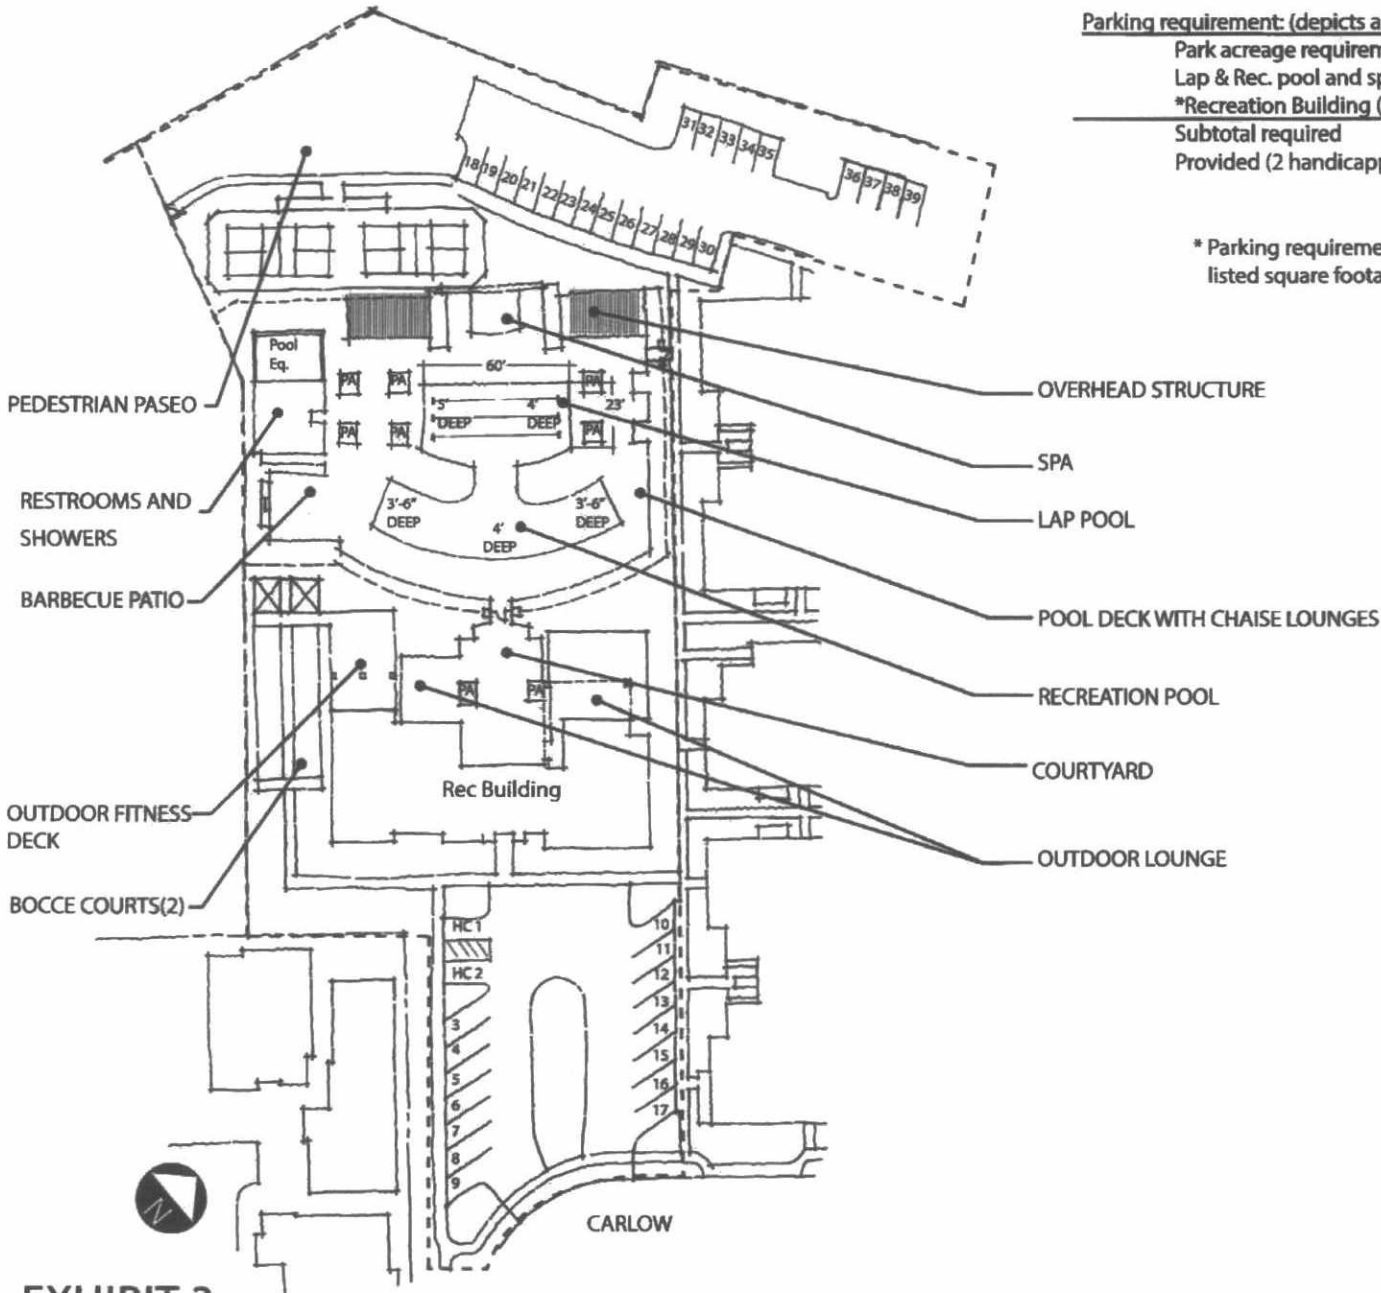 Parking requirement: (depicts a
Park acreage requirem
Lap & Rec. pool and sp
*Recreation Building (
Subtotal required
Provided (2 handicapp
* Parking requireme
listed square foota
31 32 33 34 35
36 37 38 39
18 19 20 21 22 23 24 25 26 27 28 29 30
Pool
Eq.
PEDESTRIAN PASEO
RESTROOMS AND
SHOWERS
BARBECUE PATIO
OUTDOOR FITNESS
DECK
BOCCE COURTS(2)
60'
PA PA PA
5'
DEEP
4'
DEEP
23'
PA PA PA
3'-6"
DEEP
4'
DEEP
3'-6"
DEEP
PA PA
Rec Building
OVERHEAD STRUCTURE
SPA
LAP POOL
POOL DECK WITH CHAISE LOUNGES
RECREATION POOL
COURTYARD
OUTDOOR LOUNGE
HC 1
HC 2
3
4
5
6
7
8
9
10
11
12
13
14
15
16
17
N
CARLOW